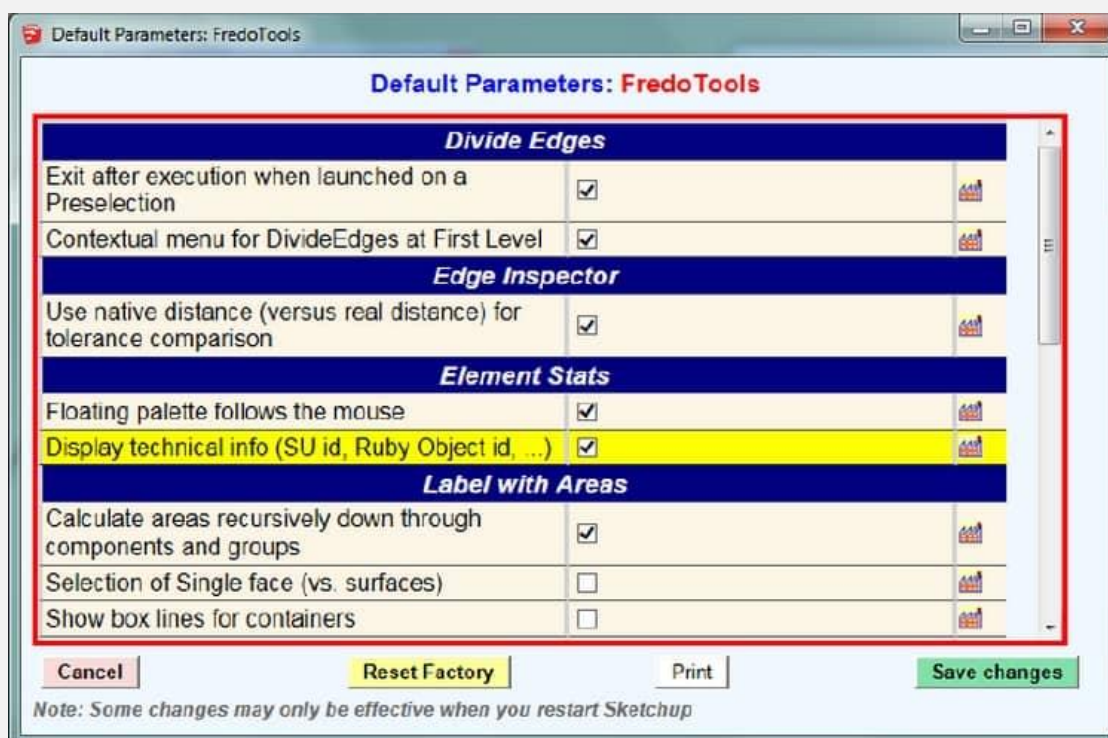 Default Parameters: FredoTools
Default Parameters: FredoTools
Divide Edges
Exit after execution when launched on a
Preselection
Contextual menu for DivideEdges at First Level
Edge Inspector
Use native distance (versus real distance) for
tolerance comparison
Element Stats
Floating palette follows the mouse
Display technical info (SU id, Ruby Object id, ...)
Label with Areas
Calculate areas recursively down through
components and groups
Selection of Single face (vs. surfaces)
Show box lines for containers
Cancel Reset Factory Print Save changes
Note: Some changes may only be effective when you restart Sketchup